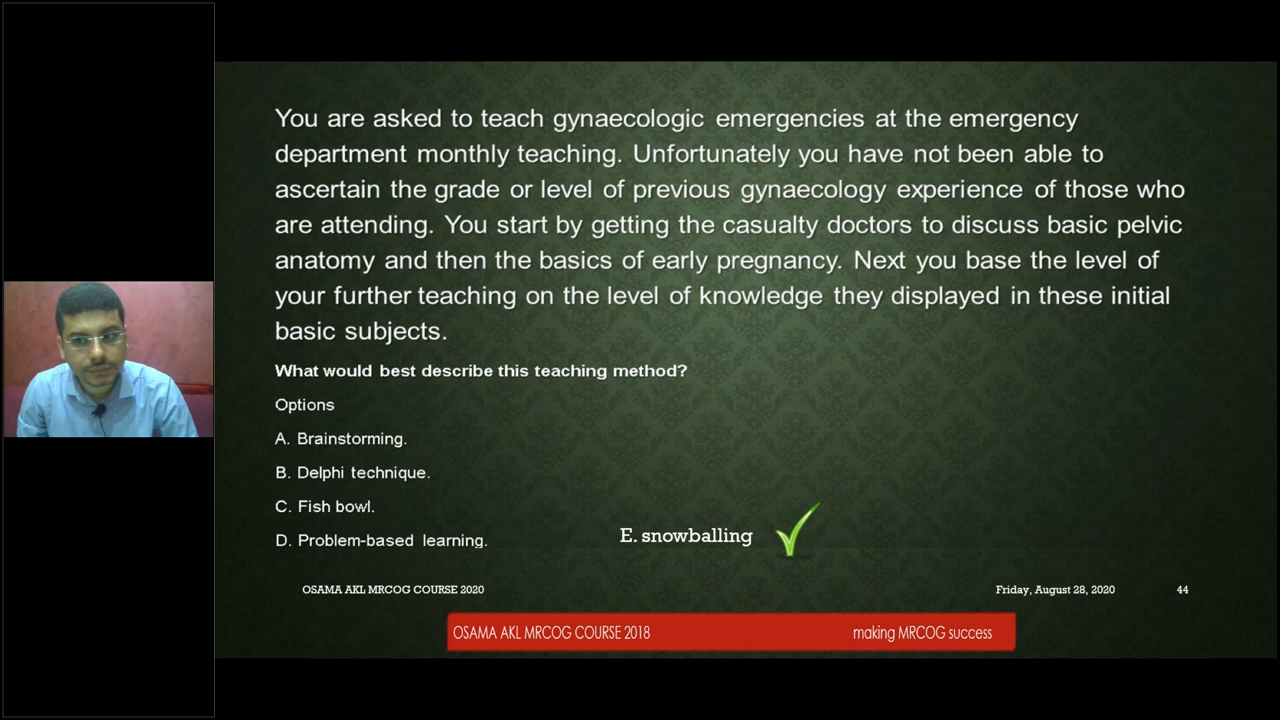 You are asked to teach gynaecologic emergencies at the emergency
department monthly teaching. Unfortunately you have not been able to
ascertain the grade or level of previous gynaecology experience of those who
are attending. You start by getting the casualty doctors to discuss basic pelvic
anatomy and then the basics of early pregnancy. Next you base the level of
your further teaching on the level of knowledge they displayed in these initial
basic subjects.
What would best describe this teaching method?
Options
A. Brainstorming.
B. Delphi technique.
C. Fish bowl.
D. Problem-based learning.
E. snowballing
OSAMA AKL MRCOG COURSE 2020
Friday, August 28, 2020
44
OSAMA AKL MRCOG COURSE 2018
making MRCOG success